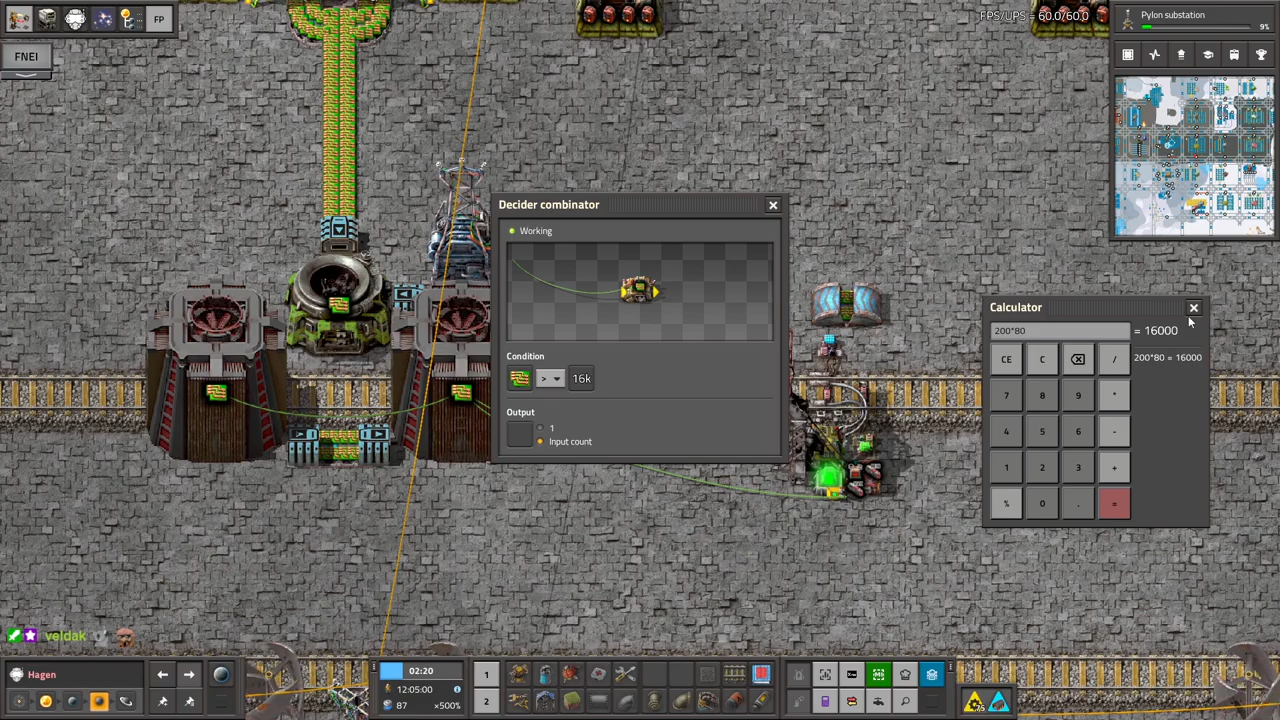 FP
FPS/UPS = 60.0/60.0
Pylon substation
9%
FNEI
Decider combinator
Working
Condition
> 16k
Output
1
Input count
Calculator
200*80 = 16000
CE C /
200*80 = 16000
7 8 9 *
4 5 6 -
1 2 3 +
% 0 . =
veldak
Hagen
02:20
12:05:00
87 ×500%
1
2